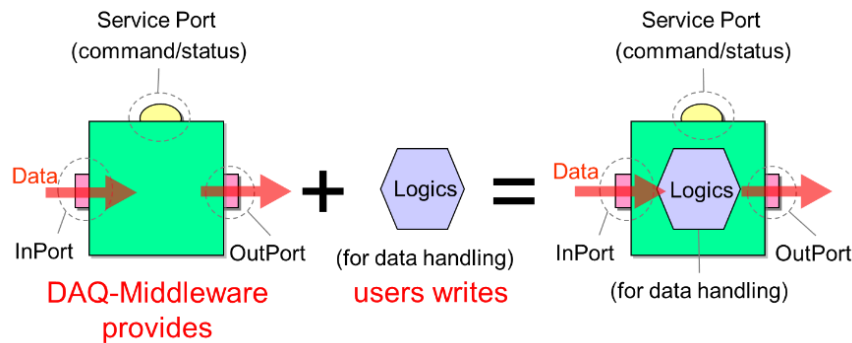 Service Port
(command/status)
Data
InPort
OutPort
DAQ-Middleware
provides
+
Logics
(for data handling)
users writes
=
Service Port
(command/status)
Data
Logics
InPort
OutPort
(for data handling)